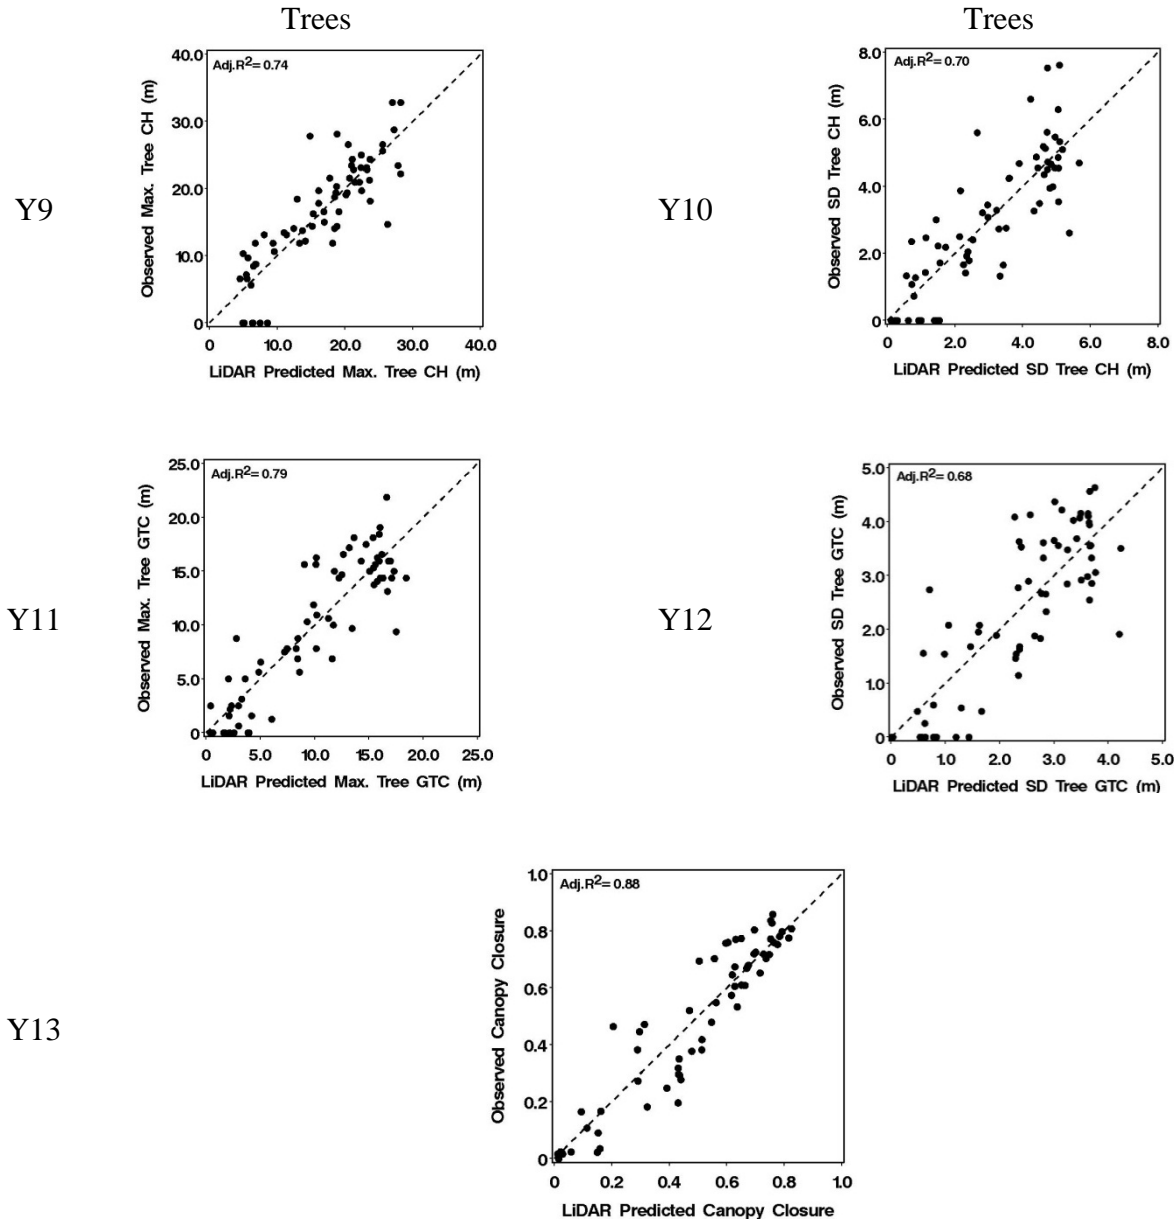 Trees
Trees
Y9
Adj.R2= 0.74
Observed Max. Tree CH (m)
40.0
30.0
20.0
10.0
0
0 10.0 20.0 30.0 40.0
LiDAR Predicted Max. Tree CH (m)
Y10
Adj.R2= 0.70
Observed SD Tree CH (m)
8.0
6.0
4.0
2.0
0
0 2.0 4.0 6.0 8.0
LiDAR Predicted SD Tree CH (m)
Y11
Adj.R2= 0.79
Observed Max. Tree GTC (m)
25.0
20.0
15.0
10.0
5.0
0
0 5.0 10.0 15.0 20.0 25.0
LiDAR Predicted Max. Tree GTC (m)
Y12
Adj.R2= 0.68
Observed SD Tree GTC (m)
5.0
4.0
3.0
2.0
1.0
0
0 1.0 2.0 3.0 4.0 5.0
LiDAR Predicted SD Tree GTC (m)
Y13
Adj.R2= 0.88
Observed Canopy Closure
1.0
0.8
0.6
0.4
0.2
0
0 0.2 0.4 0.6 0.8 1.0
LiDAR Predicted Canopy Closure